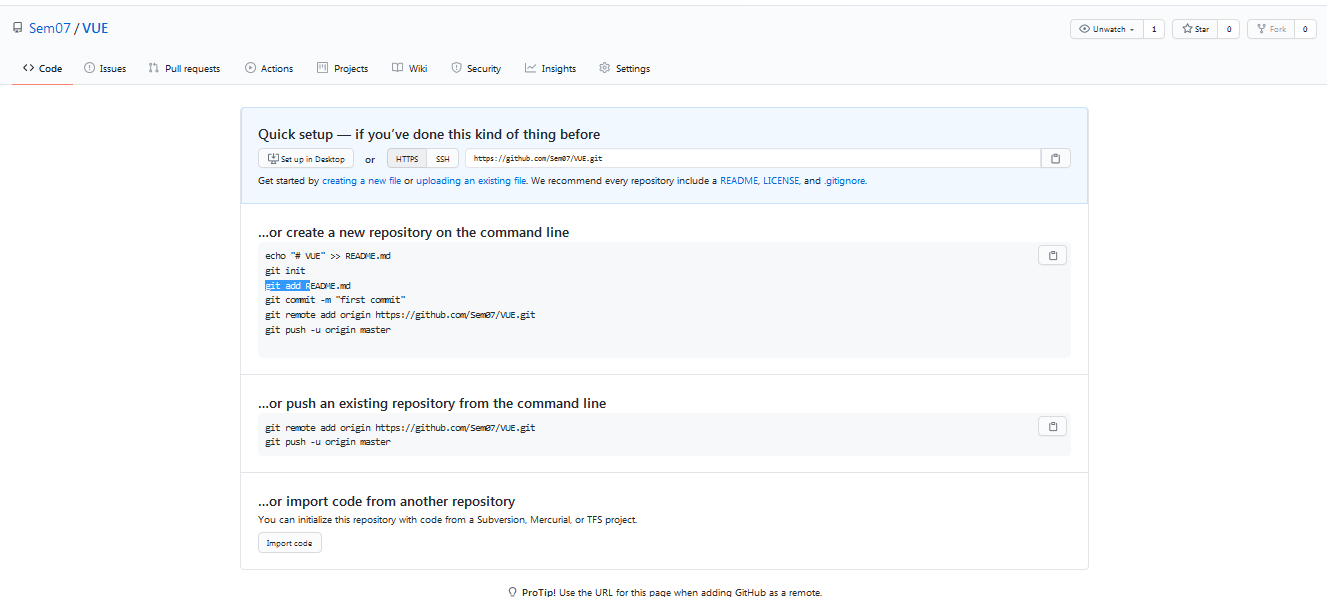 Sem07 / VUE
Unwatch 1 Star 0 Fork 0
Code Issues Pull requests Actions Projects Wiki Security Insights Settings
Quick setup — if you've done this kind of thing before
Set up in Desktop or HTTPS SSH https://github.com/Sem07/VUE.git
Get started by creating a new file or uploading an existing file. We recommend every repository include a README, LICENSE, and .gitignore.
...or create a new repository on the command line
echo "# VUE" >> README.md
git init
git add README.md
git commit -m "first commit"
git remote add origin https://github.com/Sem07/VUE.git
git push -u origin master
...or push an existing repository from the command line
git remote add origin https://github.com/Sem07/VUE.git
git push -u origin master
...or import code from another repository
You can initialize this repository with code from a Subversion, Mercurial, or TFS project.
Import code
ProTip! Use the URL for this page when adding GitHub as a remote.